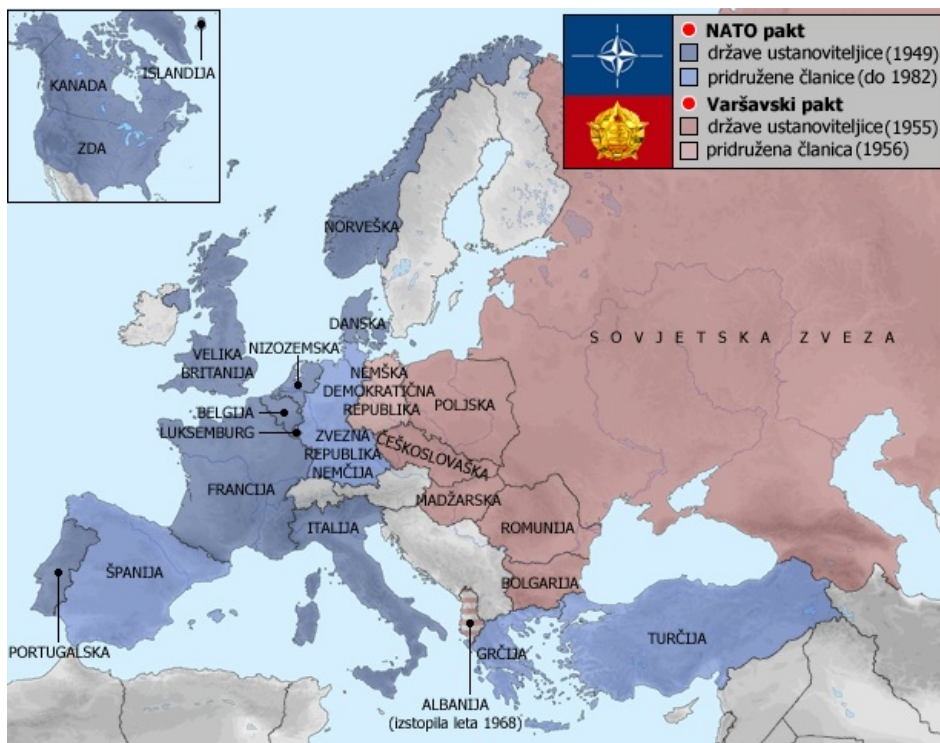 KANADA
ISLANDIJA
ZDA
NATO pakt
države ustanoviteljice (1949)
pridružene članice (do 1982)
Varšavski pakt
države ustanoviteljice (1955)
pridružena članica (1956)
NORVEŠKA
SOVJETSKA ZVEZA
DANSKA
NIZOZEMSKA
VELIKA
BRITANIJA
NEMŠKA
DEMOKRATIČNA
REPUBLIKA
POLJSKA
BELGIJA
LUKSEMBURG
ZVEZNA
REPUBLIKA
NEMČIJA
ČEŠKOSLOVAŠKA
FRANCIJA
MADŽARSKA
ITALIJA
ROMUNIJA
ŠPANIJA
BOLGARIJA
PORTUGALSKA
GRČIJA
TURČIJA
ALBANIJA
(izstopila leta 1968)